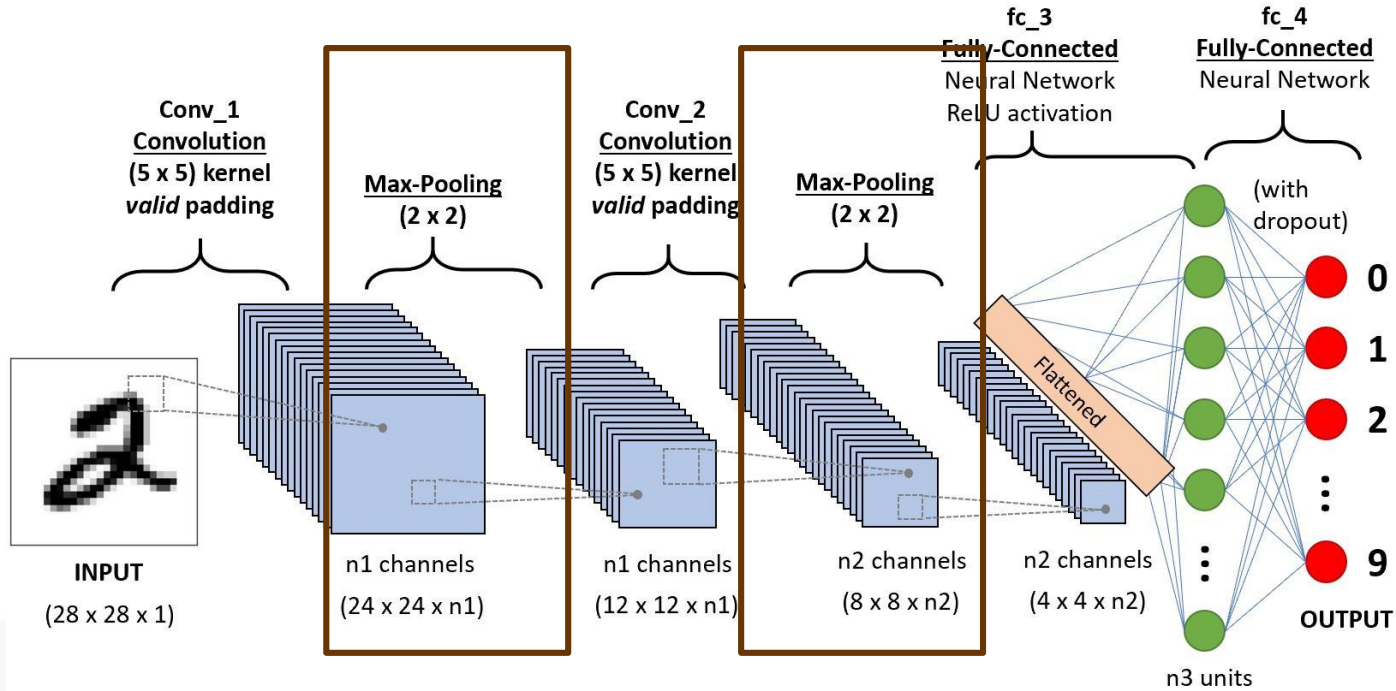 Conv_1
Convolution
(5 x 5) kernel
valid padding
Max-Pooling
(2 x 2)
Conv_2
Convolution
(5 x 5) kernel
valid padding
Max-Pooling
(2 x 2)
fc_3
Fully-Connected
Neural Network
ReLU activation
fc_4
Fully-Connected
Neural Network
(with
dropout)
Flattened
0
1
2
9
OUTPUT
INPUT
(28 x 28 x 1)
n1 channels
(24 x 24 x n1)
n1 channels
(12 x 12 x n1)
n2 channels
(8 x 8 x n2)
n2 channels
(4 x 4 x n2)
n3 units
2